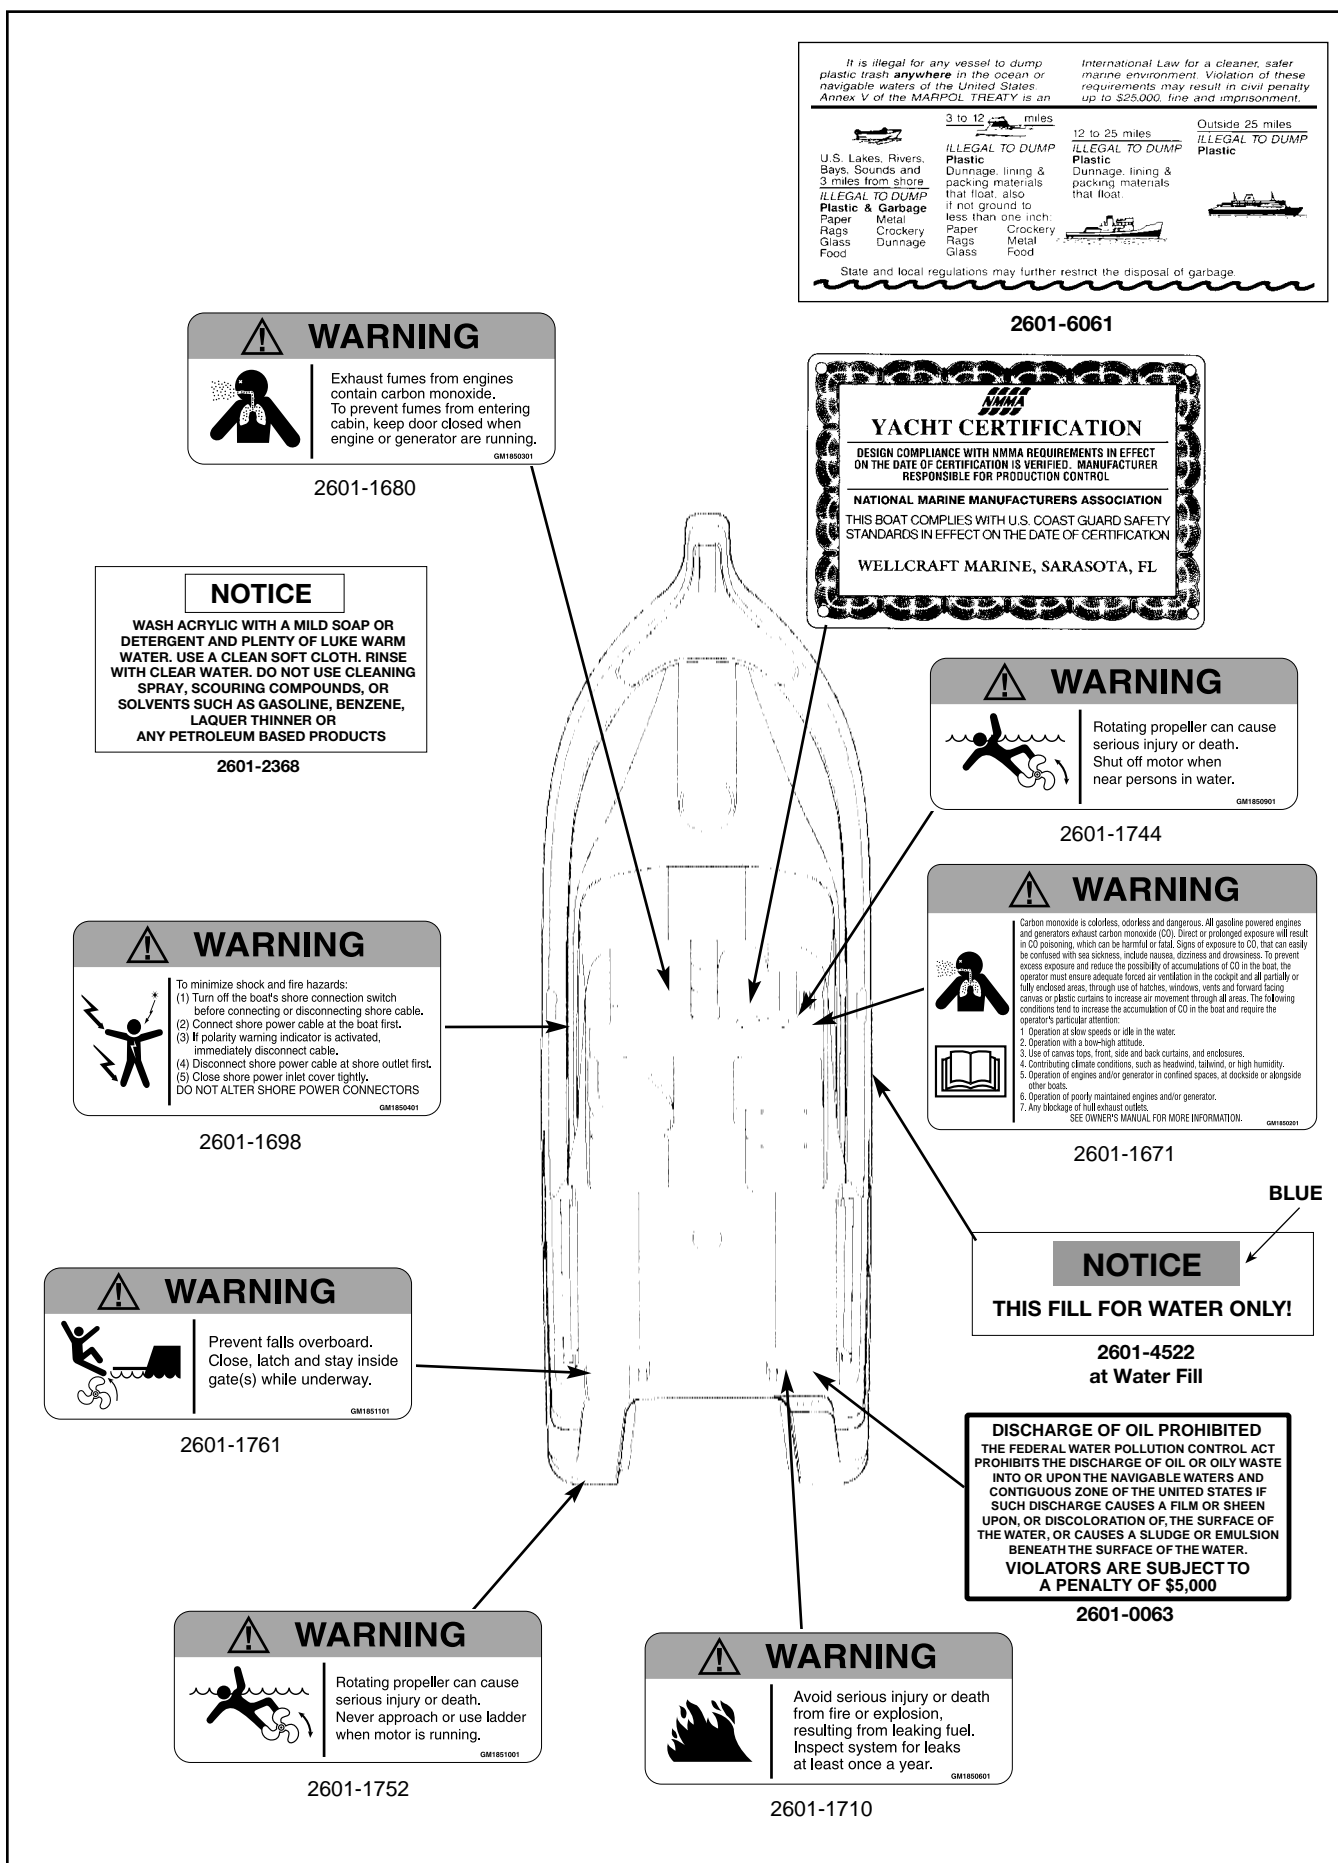 It is illegal for any vessel to dump
plastic trash anywhere in the ocean or
navigable waters of the United States.
Annex V of the MARPOL TREATY is an
International Law for a cleaner, safer
marine environment. Violation of these
requirements may result in civil penalty
up to $25,000, fine and imprisonment.
U.S. Lakes, Rivers,
Bays, Sounds and
3 miles from shore
ILLEGAL TO DUMP
Plastic & Garbage
Paper Metal
Rags Crockery
Glass Dunnage
Food
3 to 12 miles
ILLEGAL TO DUMP
Plastic
Dunnage, lining &
packing materials
that float, also
if not ground to
less than one inch:
Paper Crockery
Rags Metal
Glass Food
12 to 25 miles
ILLEGAL TO DUMP
Plastic
Dunnage, lining &
packing materials
that float.
Outside 25 miles
ILLEGAL TO DUMP
Plastic
State and local regulations may further restrict the disposal of garbage.
2601-6061
WARNING
Exhaust fumes from engines
contain carbon monoxide.
To prevent fumes from entering
cabin, keep door closed when
engine or generator are running.
GM1850301
2601-1680
NMMA
YACHT CERTIFICATION
DESIGN COMPLIANCE WITH NMMA REQUIREMENTS IN EFFECT
ON THE DATE OF CERTIFICATION IS VERIFIED. MANUFACTURER
RESPONSIBLE FOR PRODUCTION CONTROL
NATIONAL MARINE MANUFACTURERS ASSOCIATION
THIS BOAT COMPLIES WITH U.S. COAST GUARD SAFETY
STANDARDS IN EFFECT ON THE DATE OF CERTIFICATION
WELLCRAFT MARINE, SARASOTA, FL
NOTICE
WASH ACRYLIC WITH A MILD SOAP OR
DETERGENT AND PLENTY OF LUKE WARM
WATER. USE A CLEAN SOFT CLOTH. RINSE
WITH CLEAR WATER. DO NOT USE CLEANING
SPRAY, SCOURING COMPOUNDS, OR
SOLVENTS SUCH AS GASOLINE, BENZENE,
LAQUER THINNER OR
ANY PETROLEUM BASED PRODUCTS
2601-2368
WARNING
Rotating propeller can cause
serious injury or death.
Shut off motor when
near persons in water.
GM1850901
2601-1744
WARNING
Carbon monoxide is colorless, odorless and dangerous. All gasoline powered engines
and generators exhaust carbon monoxide (CO). Direct or prolonged exposure will result
in CO poisoning, which can be harmful or fatal. Signs of exposure to CO, that can easily
be confused with sea sickness, include nausea, dizziness and drowsiness. To prevent
excess exposure and reduce the possibility of accumulations of CO in the boat, the
operator must ensure adequate forced air ventilation in the cockpit and all partially or
fully enclosed areas, through use of hatches, windows, vents and forward facing
canvas or plastic curtains to increase air movement through all areas. The following
conditions tend to increase the accumulation of CO in the boat and require the
operator's particular attention:
1 Operation at slow speeds or idle in the water.
2. Operation with a bow-high attitude.
3. Use of canvas tops, front, side and back curtains, and enclosures.
4. Contributing climate conditions, such as headwind, tailwind, or high humidity.
5. Operation of engines and/or generator in confined spaces, at dockside or alongside
other boats.
6. Operation of poorly maintained engines and/or generator.
7. Any blockage of hull exhaust outlets.
SEE OWNER'S MANUAL FOR MORE INFORMATION.
GM1850201
2601-1671
WARNING
To minimize shock and fire hazards:
(1) Turn off the boat's shore connection switch
before connecting or disconnecting shore cable.
(2) Connect shore power cable at the boat first.
(3) If polarity warning indicator is activated,
immediately disconnect cable.
(4) Disconnect shore power cable at shore outlet first.
(5) Close shore power inlet cover tightly.
DO NOT ALTER SHORE POWER CONNECTORS
GM1850401
2601-1698
BLUE
NOTICE
THIS FILL FOR WATER ONLY!
2601-4522
at Water Fill
WARNING
Prevent falls overboard.
Close, latch and stay inside
gate(s) while underway.
GM1851101
2601-1761
DISCHARGE OF OIL PROHIBITED
THE FEDERAL WATER POLLUTION CONTROL ACT
PROHIBITS THE DISCHARGE OF OIL OR OILY WASTE
INTO OR UPON THE NAVIGABLE WATERS AND
CONTIGUOUS ZONE OF THE UNITED STATES IF
SUCH DISCHARGE CAUSES A FILM OR SHEEN
UPON, OR DISCOLORATION OF, THE SURFACE OF
THE WATER, OR CAUSES A SLUDGE OR EMULSION
BENEATH THE SURFACE OF THE WATER.
VIOLATORS ARE SUBJECT TO
A PENALTY OF $5,000
2601-0063
WARNING
Rotating propeller can cause
serious injury or death.
Never approach or use ladder
when motor is running.
GM1851001
2601-1752
WARNING
Avoid serious injury or death
from fire or explosion,
resulting from leaking fuel.
Inspect system for leaks
at least once a year.
GM1850601
2601-1710